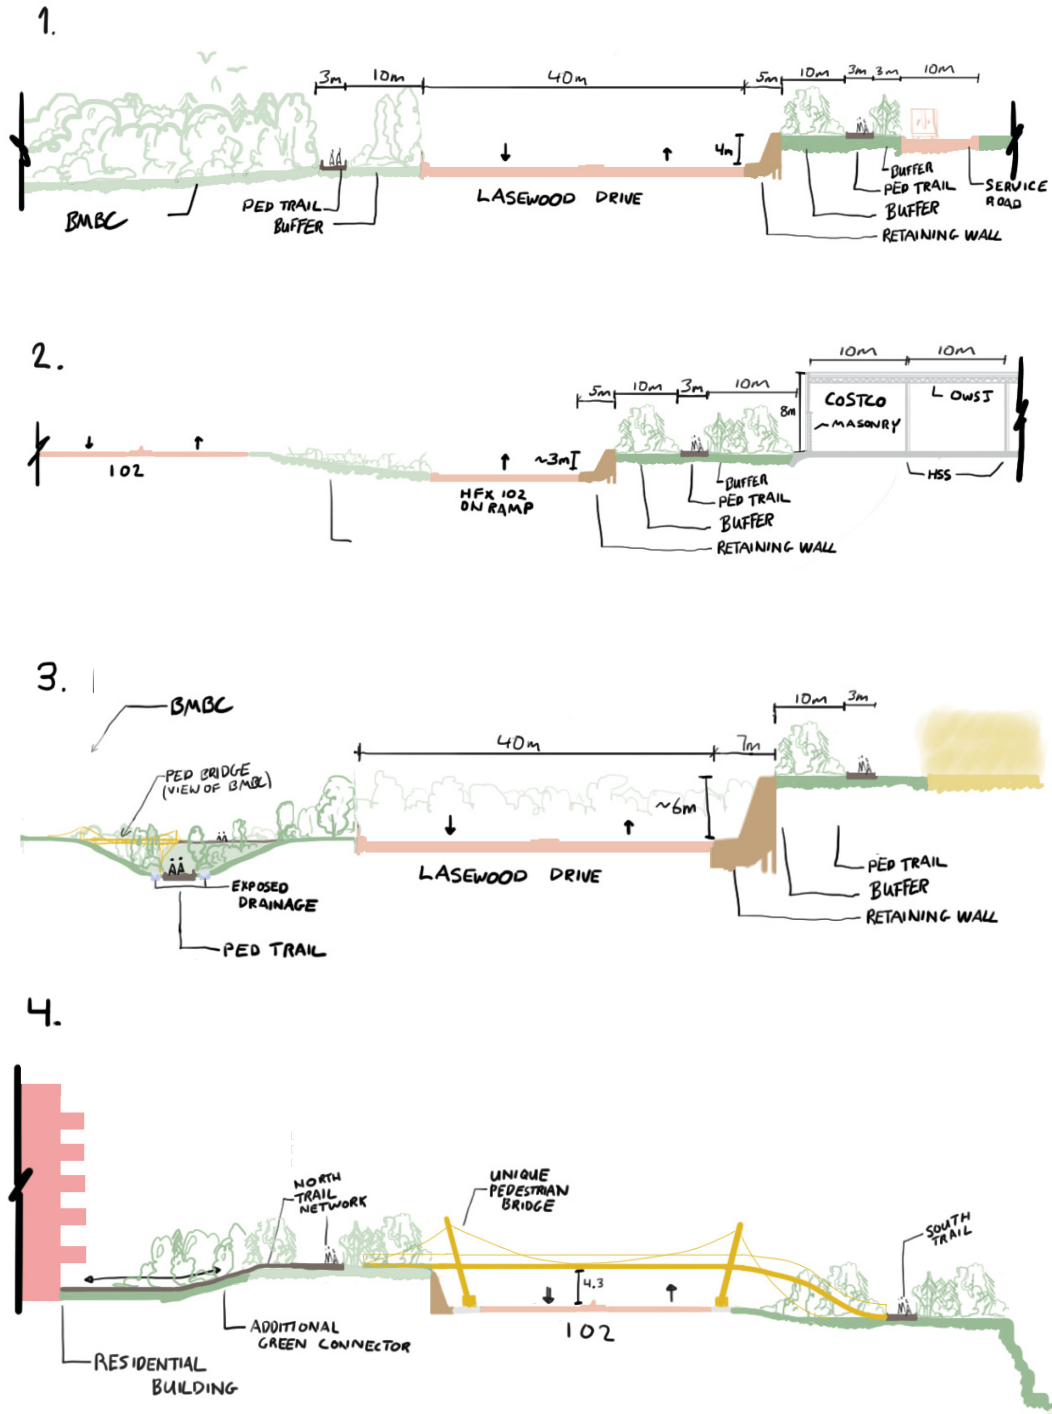 1.
3m
10m
40m
5m
10m
3m
3m
10m
4m
BMBC
PED TRAIL
BUFFER
LASEWOOD DRIVE
BUFFER
PED TRAIL
BUFFER
RETAINING WALL
SERVICE
ROAD
2.
10m
10m
5m
10m
3m
10m
8m
COSTCO
MASONRY
~3m
102
HFX 102
ON RAMP
BUFFER
PED TRAIL
BUFFER
RETAINING WALL
HSS
3.
BMBC
PED BRIDGE
(VIEW OF BMBC)
40m
7m
10m
3m
~6m
LASEWOOD DRIVE
EXPOSED
DRAINAGE
PED TRAIL
PED TRAIL
BUFFER
RETAINING WALL
4.
NORTH
TRAIL
NETWORK
UNIQUE
PEDESTRIAN
BRIDGE
SOUTH
TRAIL
4.3
102
ADDITIONAL
GREEN CONNECTOR
RESIDENTIAL
BUILDING